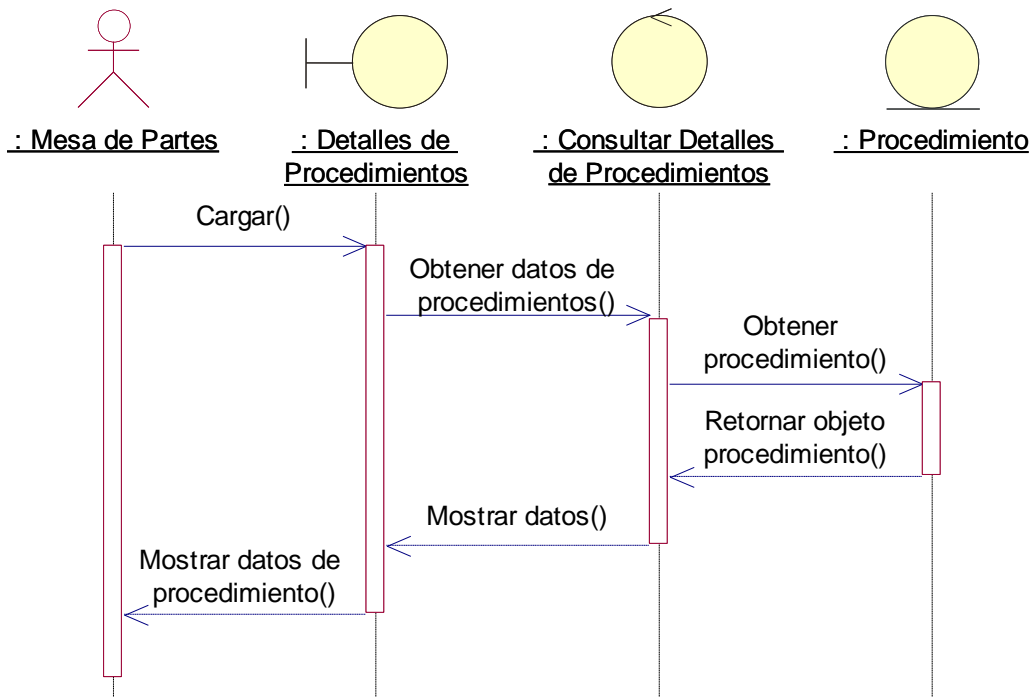 : Mesa de Partes
: Detalles de
Procedimientos
: Consultar Detalles
de Procedimientos
: Procedimiento
Cargar()
Obtener datos de
procedimientos()
Obtener
procedimiento()
Retornar objeto
procedimiento()
Mostrar datos()
Mostrar datos de
procedimiento()